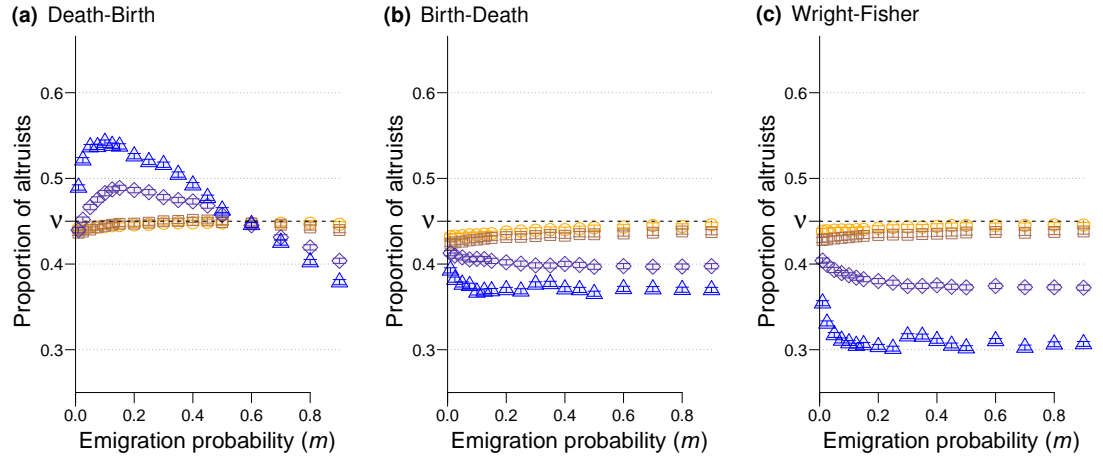 (a) Death-Birth
Proportion of altruists
0.6
0.5
ν
0.4
0.3
0.0 0.2 0.4 0.6 0.8
Emigration probability (m)
(b) Birth-Death
Proportion of altruists
0.6
0.5
ν
0.4
0.3
0.0 0.2 0.4 0.6 0.8
Emigration probability (m)
(c) Wright-Fisher
Proportion of altruists
0.6
0.5
ν
0.4
0.3
0.0 0.2 0.4 0.6 0.8
Emigration probability (m)